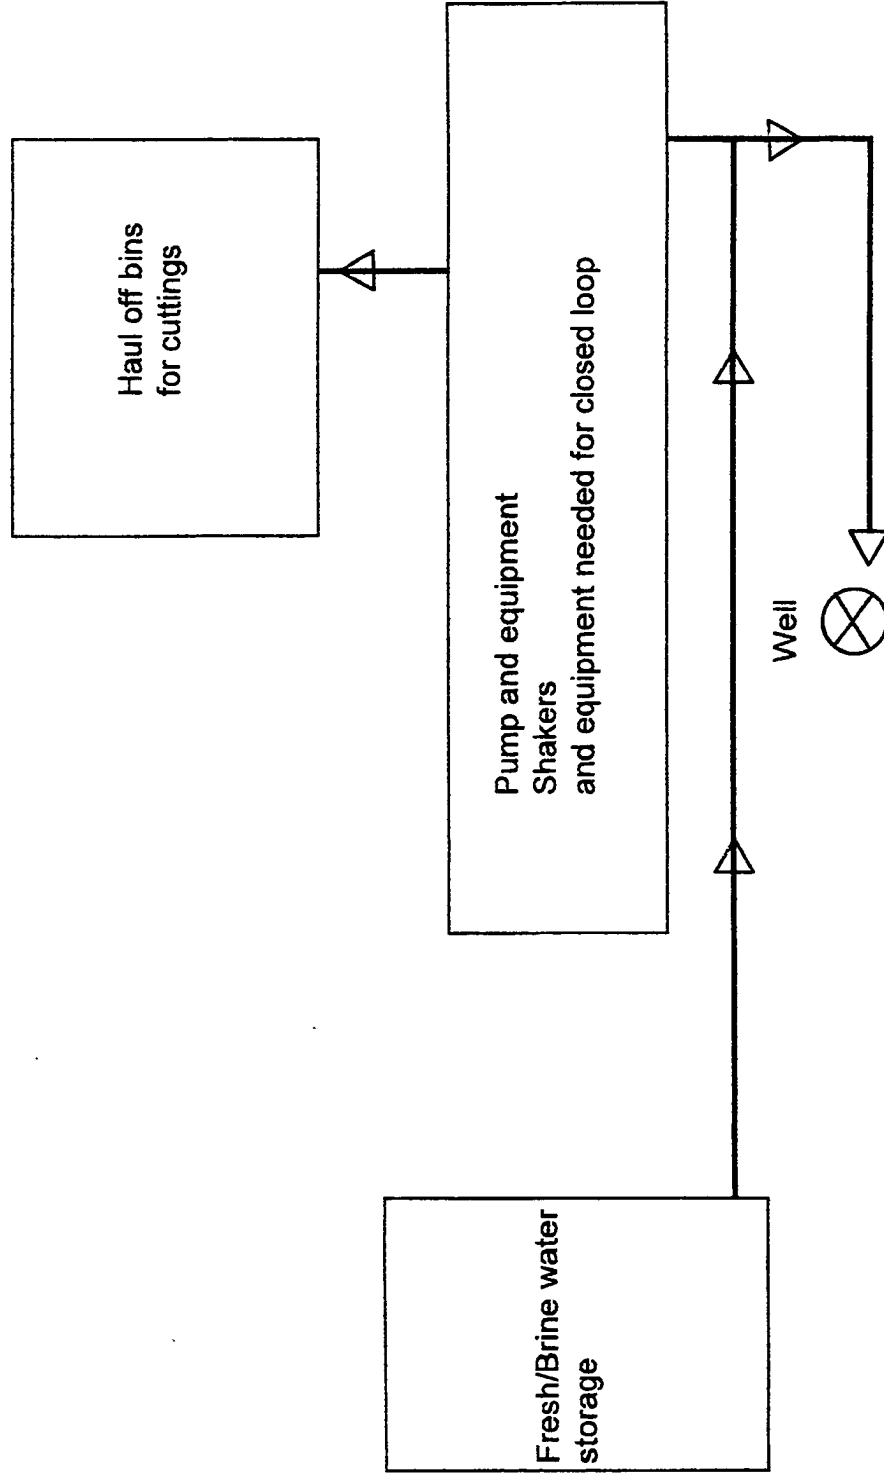 Haul off bins
for cuttings
Pump and equipment
Shakers
and equipment needed for closed loop
Well
Fresh/Brine water
storage